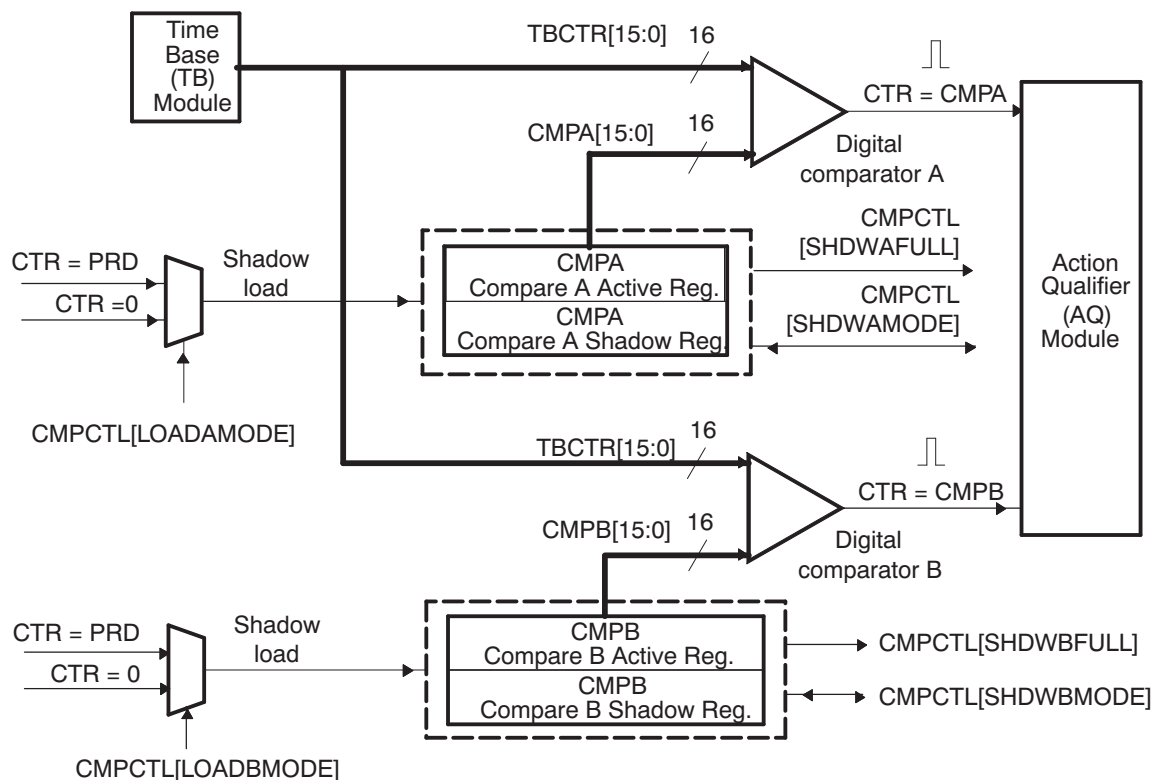 Time
Base
(TB)
Module
TBCTR[15:0]
16
CTR = CMPA
CMPA[15:0]
16
Digital
comparator A
CTR = PRD
CTR =0
Shadow
load
CMPA
Compare A Active Reg.
CMPA
Compare A Shadow Reg.
CMPCTL
[SHDWAFULL]
CMPCTL
[SHDWAMODE]
Action
Qualifier
(AQ)
Module
CMPCTL[LOADAMODE]
TBCTR[15:0]
16
CTR = CMPB
CMPB[15:0]
16
Digital
comparator B
CTR = PRD
CTR = 0
Shadow
load
CMPB
Compare B Active Reg.
CMPB
Compare B Shadow Reg.
CMPCTL[SHDWBFULL]
CMPCTL[SHDWBMODE]
CMPCTL[LOADBMODE]